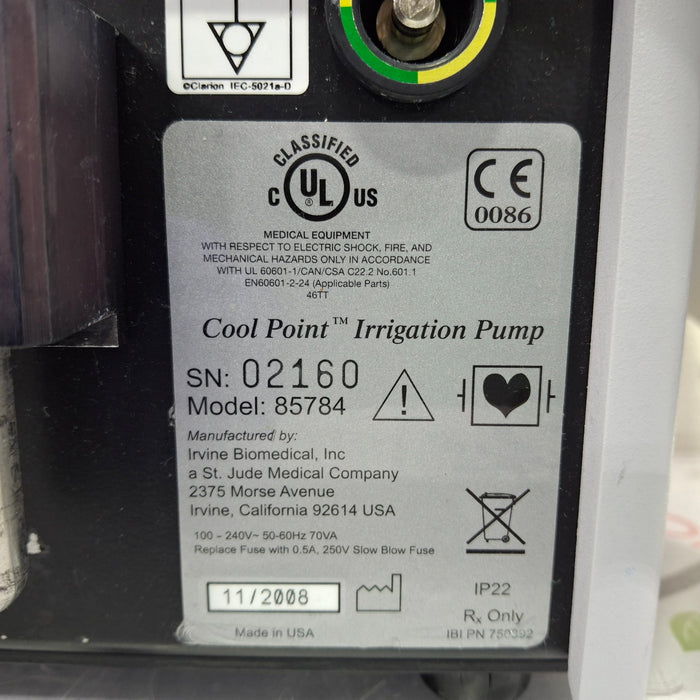 ©Clarion IEC-5021a-D
CLASSIFIED
C UL ® US
CE
0086
MEDICAL EQUIPMENT
WITH RESPECT TO ELECTRIC SHOCK, FIRE, AND
MECHANICAL HAZARDS ONLY IN ACCORDANCE
WITH UL 60601-1/CAN/CSA C22.2 No.601.1
EN60601-2-24 (Applicable Parts)
46TT
Cool Point™ Irrigation Pump
SN: 02160
Model: 85784
Manufactured by:
Irvine Biomedical, Inc
a St. Jude Medical Company
2375 Morse Avenue
Irvine, California 92614 USA
100 - 240V~ 50-60Hz 70VA
Replace Fuse with 0.5A, 250V Slow Blow Fuse
11/2008
IP22
Rx Only
Made in USA
IBI PN 750392